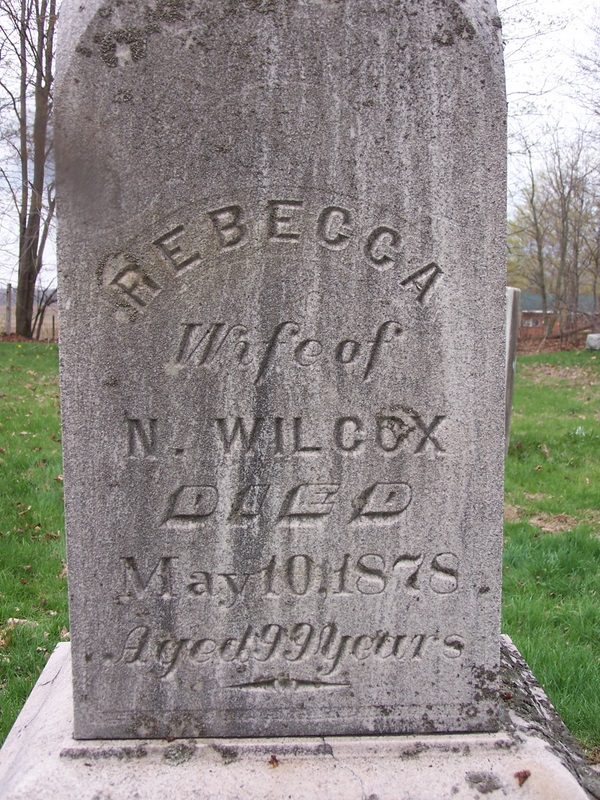 REBECCA
Wife of
N. WILCOX
DIED
May 10, 1878
Aged 99 Years